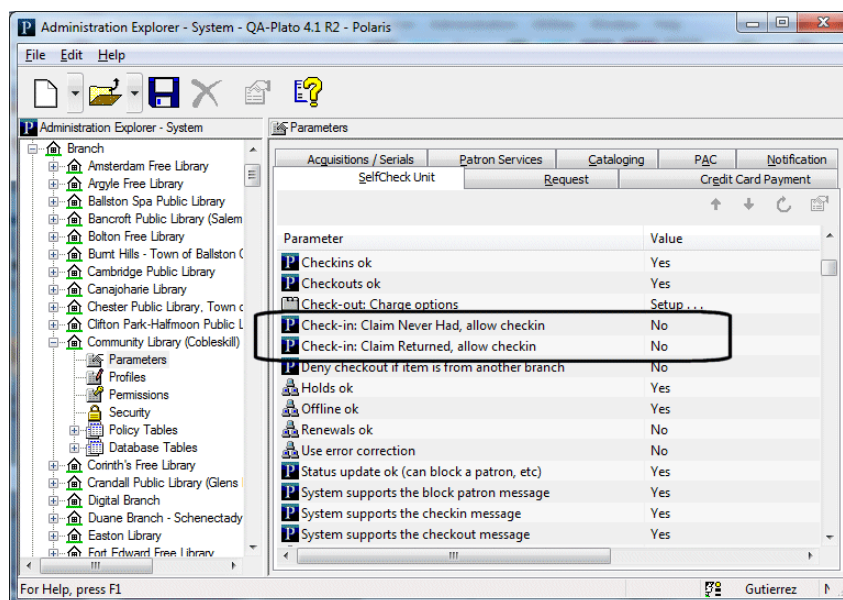 Administration Explorer - System - QA-Plato 4.1 R2 - Polaris
File Edit Help
Administration Explorer - System
Branch
Amsterdam Free Library
Argyle Free Library
Ballston Spa Public Library
Bancroft Public Library (Salem
Bolton Free Library
Burnt Hills - Town of Ballston
Cambridge Public Library
Canajoharie Library
Chester Public Library, Town
Clifton Park-Halfmoon Public L
Community Library (Cobleskill)
Parameters
Profiles
Permissions
Security
Policy Tables
Database Tables
Corinth's Free Library
Crandall Public Library (Glens
Digital Branch
Duane Branch - Schenectady
Easton Library
Fort Edward Free Library
Parameters
Acquisitions / Serials Patron Services Cataloging PAC Notification
SelfCheck Unit Request Credit Card Payment
Parameter Value
Checkins ok Yes
Checkouts ok Yes
Check-out: Charge options Setup . . .
Check-in: Claim Never Had, allow checkin No
Check-in: Claim Returned, allow checkin No
Deny checkout if item is from another branch No
Holds ok Yes
Offline ok Yes
Renewals ok No
Use error correction No
Status update ok (can block a patron, etc) Yes
System supports the block patron message Yes
System supports the checkin message Yes
System supports the checkout message Yes
For Help, press F1 Gutierrez